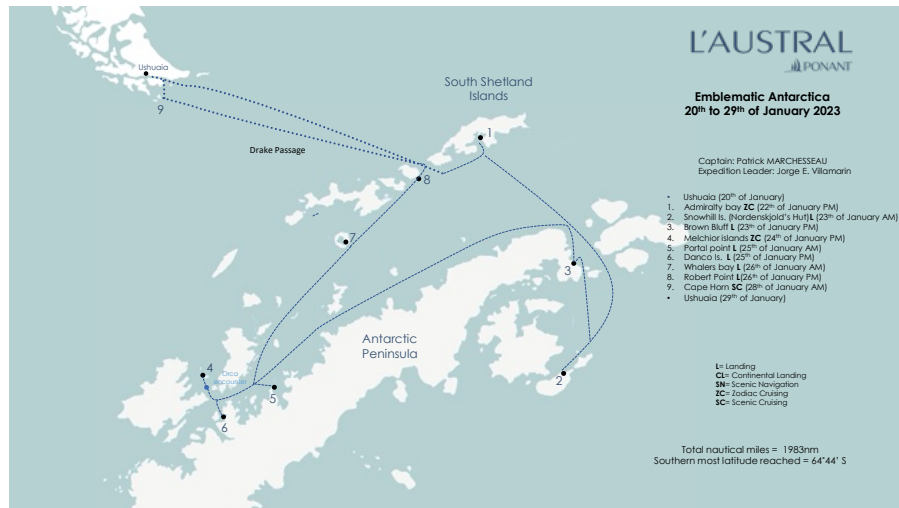 L'AUSTRAL
PONANT
Emblematic Antarctica
20th to 29th of January 2023
Captain: Patrick MARCHESSEAU
Expedition Leader: Jorge E. Villamarin
• Ushuaia (20th of January)
1. Admiralty bay ZC (22th of January PM)
2. Snowhill Is. (Nordenskjold's Hut)L (23th of January AM)
3. Brown Bluff L (23th of January PM)
4. Melchior islands ZC (24th of January PM)
5. Portal point L (25th of January AM)
6. Danco Is. L (25th of January PM)
7. Whalers bay L (26th of January AM)
8. Robert Point L(26th of January PM)
9. Cape Horn SC (28th of January AM)
• Ushuaia (29th of January)
L= Landing
CL= Continental Landing
SN= Scenic Navigation
ZC= Zodiac Cruising
SC= Scenic Cruising
Total nautical miles = 1983nm
Southern most latitude reached = 64°44' S
Ushuaia
9
Drake Passage
South Shetland
Islands
1
8
7
3
Antarctic
Peninsula
4
Orca
encounter
5
2
6